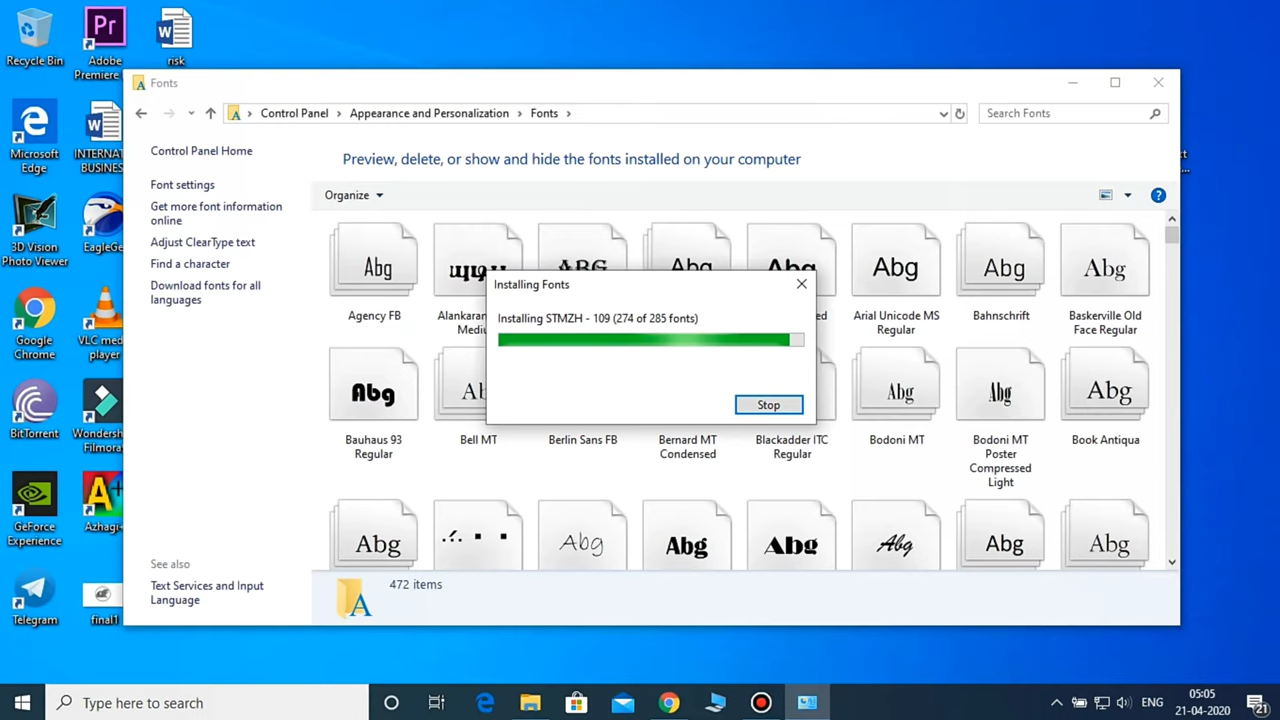 Recycle Bin
Adobe
Premiere
risk
Microsoft
Edge
INTERNAT
BUSINES
3D Vision
Photo Viewer
EagleGe
Google
Chrome
VLC med
player
BitTorrent
Wondersh
Filmora
GeForce
Experience
Azhagi+
Telegram
final1
Fonts
Control Panel > Appearance and Personalization > Fonts >
Search Fonts
Control Panel Home
Font settings
Get more font information
online
Adjust ClearType text
Find a character
Download fonts for all
languages
See also
Text Services and Input
Language
Preview, delete, or show and hide the fonts installed on your computer
Organize
Abg
Abg
Abg
Abg
Abg
Agency FB
Arial Unicode MS
Regular
Bahnschrift
Baskerville Old
Face Regular
Installing Fonts
Installing STMZH - 109 (274 of 285 fonts)
Stop
Abg
Abg
Abg
Abg
Bauhaus 93
Regular
Bell MT
Berlin Sans FB
Bernard MT
Condensed
Blackadder ITC
Regular
Bodoni MT
Bodoni MT
Poster
Compressed
Light
Book Antiqua
Abg
Abg
Abg
Abg
Abg
Abg
Abg
472 items
Type here to search
ENG
05:05
21-04-2020
21